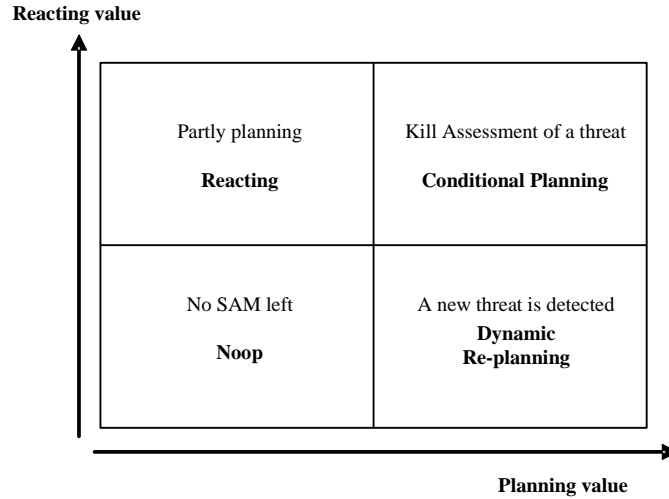 Reacting value
Partly planning
Reacting
Kill Assessment of a threat
Conditional Planning
No SAM left
Noop
A new threat is detected
Dynamic
Re-planning
Planning value